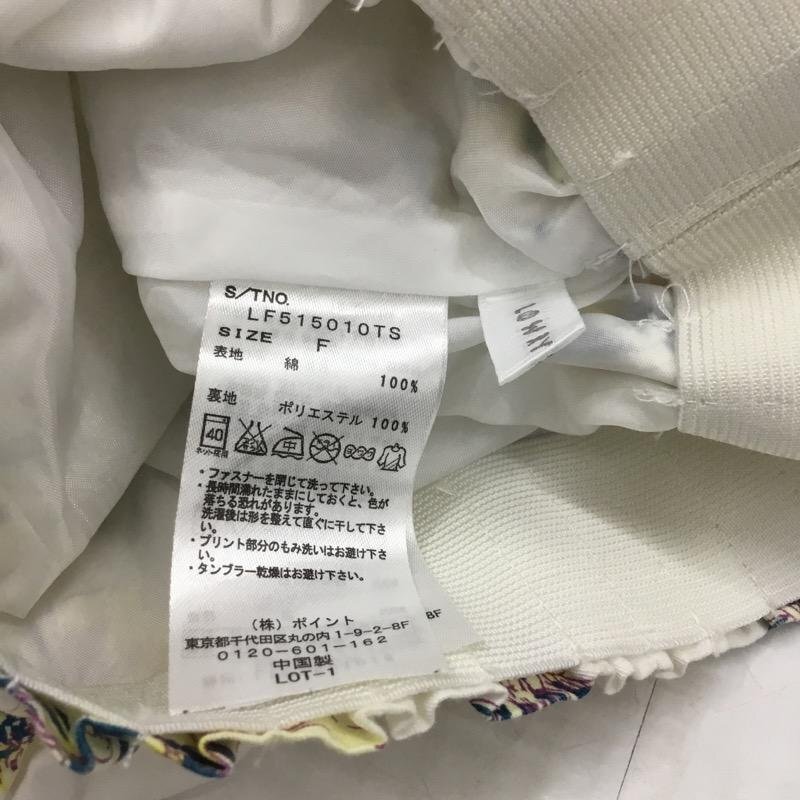 S/TNO.
LF515010TS
SIZE F
表地 綿
100%
裏地 ポリエステル 100%
40
ネット使用
・ファスナーを閉じて洗って下さい。
・長時間濡れたままにしておくと、色が
落ちる恐れがあります。
洗濯後は形を整えて直ぐに干して下さ
い。
・プリント部分のもみ洗いはお避け下さ
い。
・タンブラー乾燥はお避け下さい。
(株) ポイント
東京都千代田区丸の内1-9-2-8F
0120-601-162
中国製
LOT-1